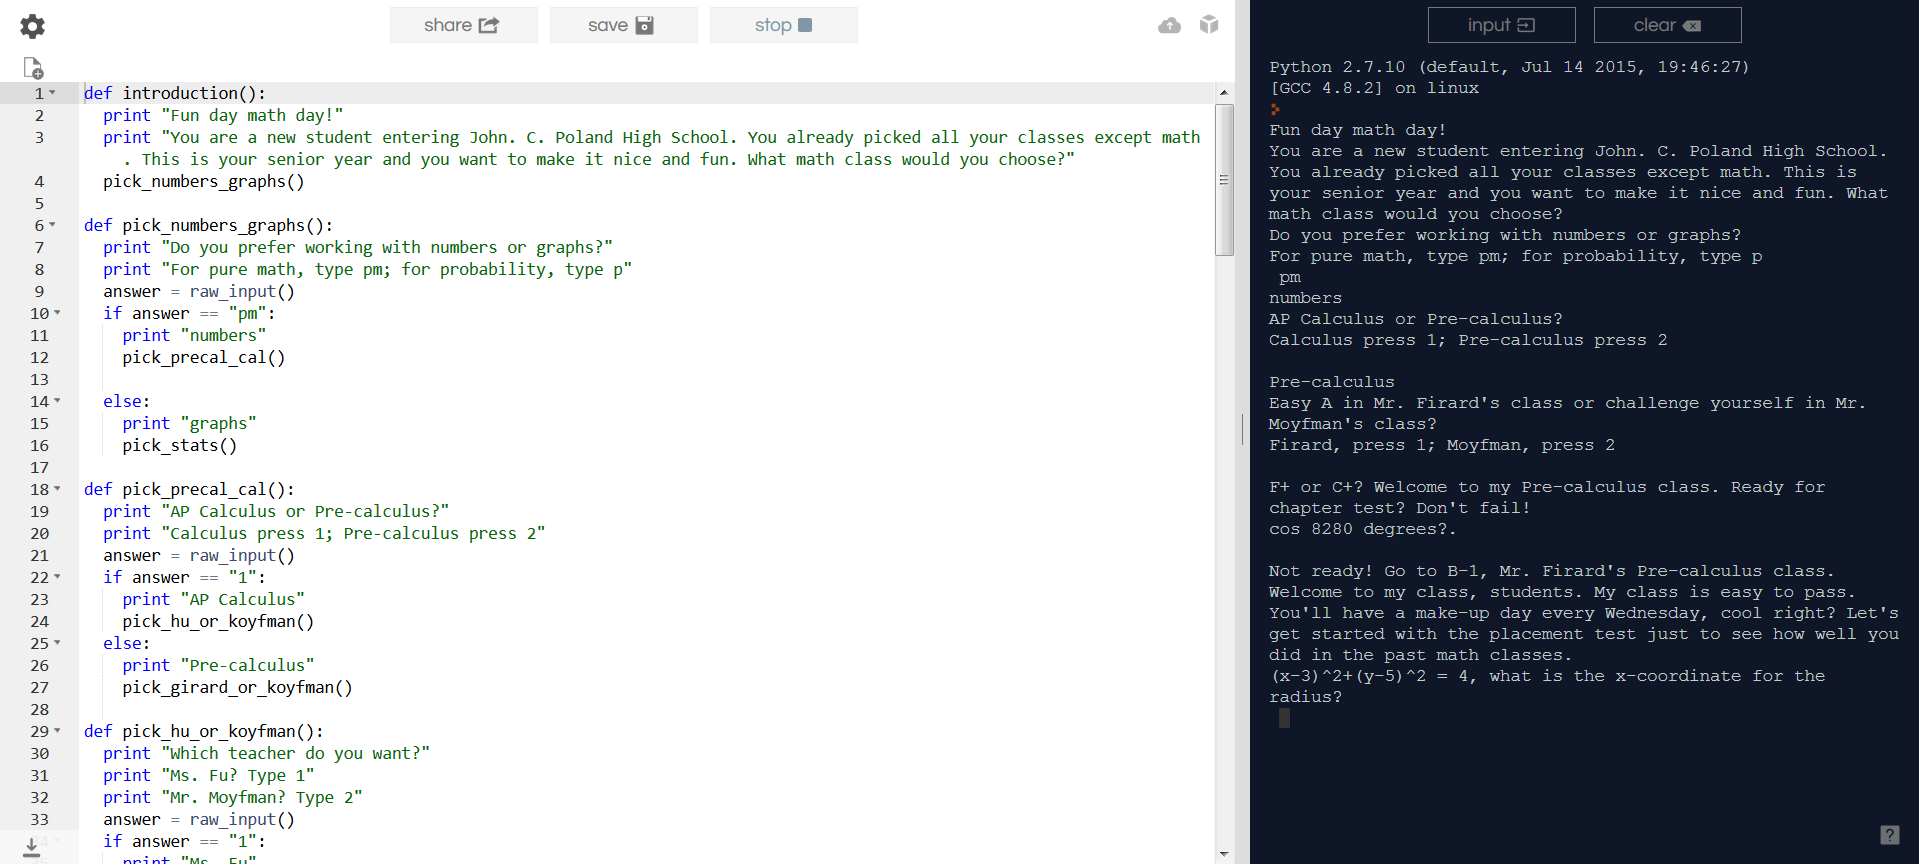 share
save
stop
input
clear
1 def introduction():
2 print "Fun day math day!"
3 print "You are a new student entering John. C. Poland High School. You already picked all your classes except math
. This is your senior year and you want to make it nice and fun. What math class would you choose?"
4 pick_numbers_graphs()
5
6 def pick_numbers_graphs():
7 print "Do you prefer working with numbers or graphs?"
8 print "For pure math, type pm; for probability, type p"
9 answer = raw_input()
10 if answer == "pm":
11 print "numbers"
12 pick_precal_cal()
13
14 else:
15 print "graphs"
16 pick_stats()
17
18 def pick_precal_cal():
19 print "AP Calculus or Pre-calculus?"
20 print "Calculus press 1; Pre-calculus press 2"
21 answer = raw_input()
22 if answer == "1":
23 print "AP Calculus"
24 pick_hu_or_koyfman()
25 else:
26 print "Pre-calculus"
27 pick_girard_or_koyfman()
28
29 def pick_hu_or_koyfman():
30 print "Which teacher do you want?"
31 print "Ms. Fu? Type 1"
32 print "Mr. Moyfman? Type 2"
33 answer = raw_input()
34 if answer == "1":
35 print "Ms. Fu"
Python 2.7.10 (default, Jul 14 2015, 19:46:27)
[GCC 4.8.2] on linux
Fun day math day!
You are a new student entering John. C. Poland High School.
You already picked all your classes except math. This is
your senior year and you want to make it nice and fun. What
math class would you choose?
Do you prefer working with numbers or graphs?
For pure math, type pm; for probability, type p
pm
numbers
AP Calculus or Pre-calculus?
Calculus press 1; Pre-calculus press 2
Pre-calculus
Easy A in Mr. Firard's class or challenge yourself in Mr.
Moyfman's class?
Firard, press 1; Moyfman, press 2
F+ or C+? Welcome to my Pre-calculus class. Ready for
chapter test? Don't fail!
cos 8280 degrees?.
Not ready! Go to B-1, Mr. Firard's Pre-calculus class.
Welcome to my class, students. My class is easy to pass.
You'll have a make-up day every Wednesday, cool right? Let's
get started with the placement test just to see how well you
did in the past math classes.
(x-3)^2+(y-5)^2 = 4, what is the x-coordinate for the
radius?
?